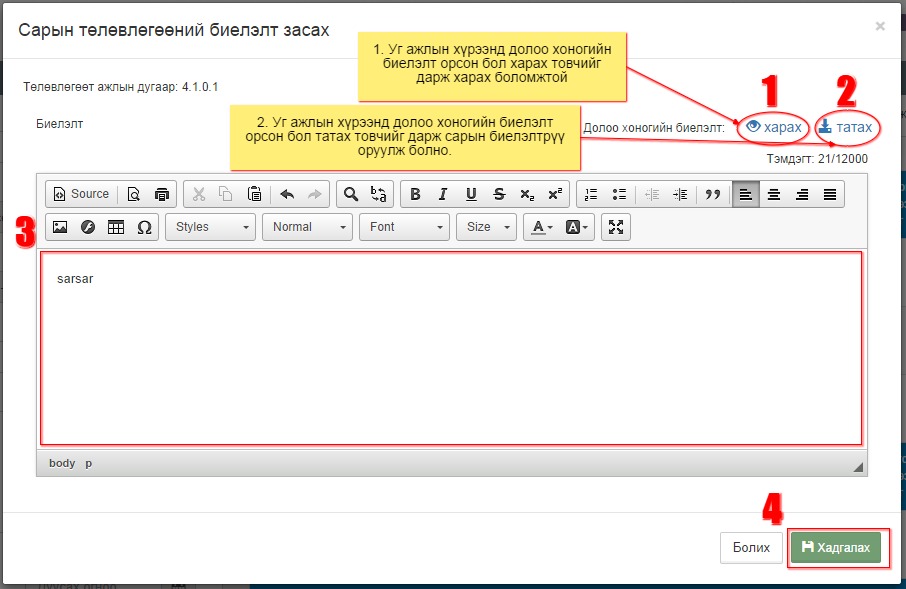 Сарын төлөвлөгөөний биелэлт засах
×
1. Уг ажлын хүрээнд долоо хоногийн
биелэлт орсон бол харах товчийг
дарж харах боломжтой
Төлөвлөгөөт ажлын дугаар: 4.1.0.1
1
2
Биелэлт
2. Уг ажлын хүрээнд долоо хоногийн биелэлт
орсон бол татах товчийг дарж сарын биелэлтрүү
оруулж болно.
Долоо хоногийн биелэлт: харах татах
Тэмдэгт: 21/12000
Source
3
Styles Normal Font Size
sarsar
body p
4
Болих Хадгалах